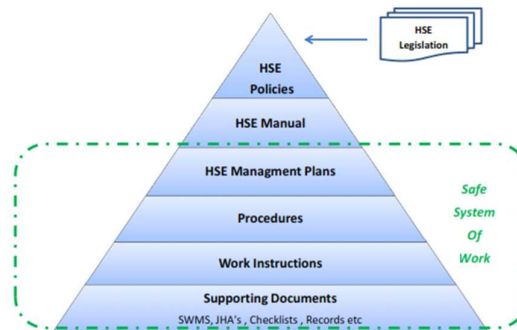 HSE
Legislation
HSE
Policies
HSE Manual
HSE Managment Plans
Safe
System
Of
Work
Procedures
Work Instructions
Supporting Documents
SWMS, JHA's , Checklists , Records etc